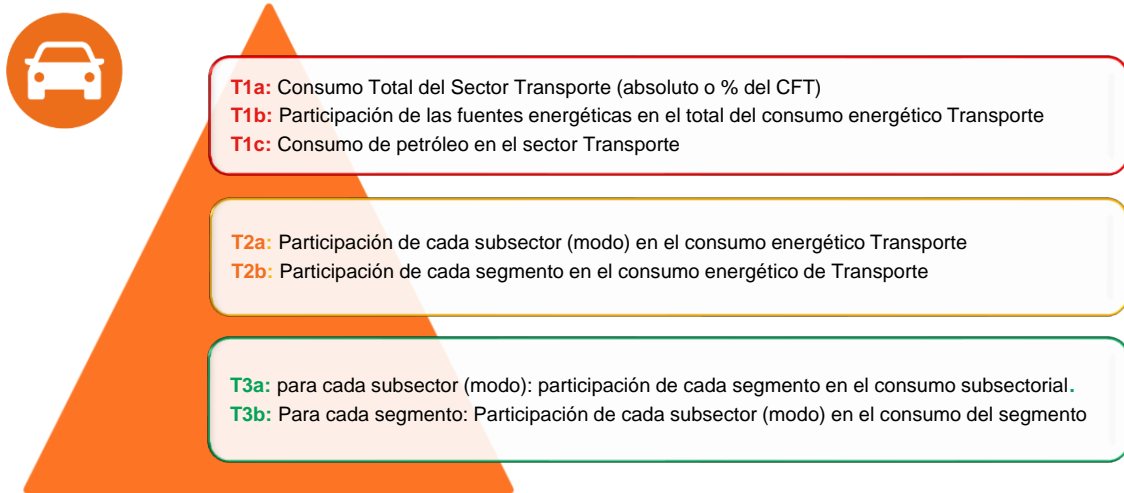 T1a: Consumo Total del Sector Transporte (absoluto o % del CFT)
T1b: Participación de las fuentes energéticas en el total del consumo energético Transporte
T1c: Consumo de petróleo en el sector Transporte
T2a: Participación de cada subsector (modo) en el consumo energético Transporte
T2b: Participación de cada segmento en el consumo energético de Transporte
T3a: para cada subsector (modo): participación de cada segmento en el consumo subsectorial.
T3b: Para cada segmento: Participación de cada subsector (modo) en el consumo del segmento